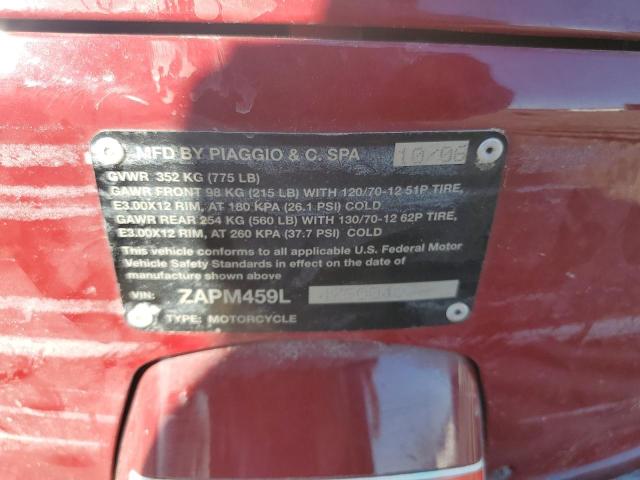 MFD BY PIAGGIO & C. SPA 10/06
GVWR 352 KG (775 LB)
GAWR FRONT 98 KG (215 LB) WITH 120/70-12 51P TIRE,
E3.00X12 RIM, AT 180 KPA (26.1 PSI) COLD
GAWR REAR 254 KG (560 LB) WITH 130/70-12 62P TIRE,
E3.00X12 RIM, AT 260 KPA (37.7 PSI) COLD
This vehicle conforms to all applicable U.S. Federal Motor
Vehicle Safety Standards in effect on the date of
manufacture shown above
VIN: ZAPM459L
TYPE: MOTORCYCLE